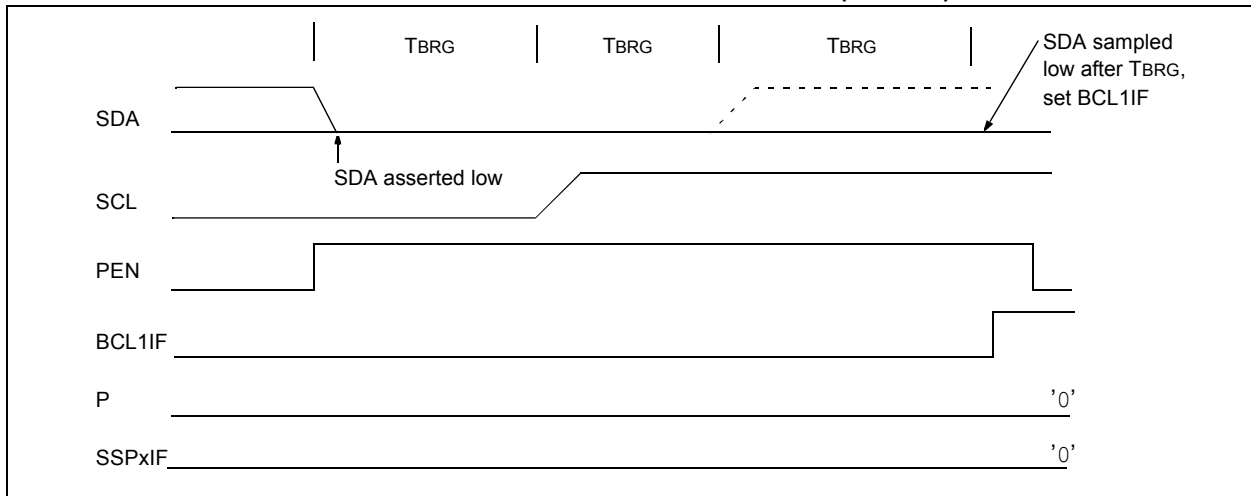 TBRG TBRG TBRG
SDA sampled
low after TBRG,
set BCL1IF
SDA
SDA asserted low
SCL
PEN
BCL1IF
P '0'
SSPxIF '0'